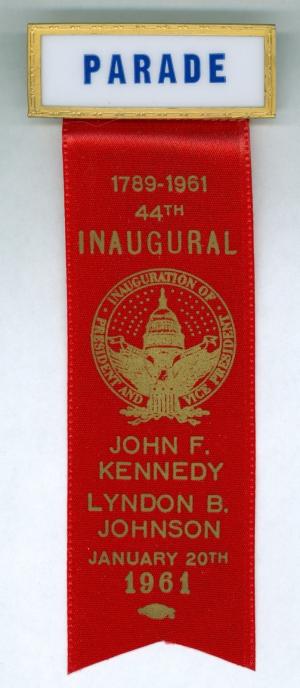 PARADE
1789-1961
44TH
INAUGURAL
INAUGURATION OF
PRESIDENT AND VICE PRESIDENT
JOHN F.
KENNEDY
LYNDON B.
JOHNSON
JANUARY 20TH
1961